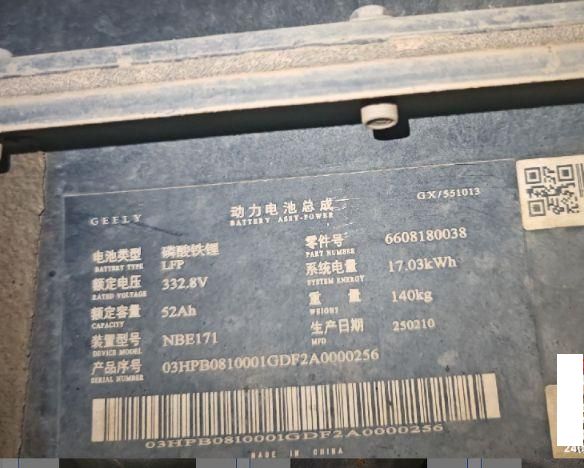 GX/551013
GEELY
动力电池总成
BATTERY ASSY-POWER
电池类型 磷酸铁锂
BATTERY TYPE LFP
零件号 6608180038
PART NUMBER
额定电压 332.8V
RATED VOLTAGE
系统电量 17.03kWh
SYSTEM ENERGY
额定容量 52Ah
CAPACITY
重量 140kg
WEIGHT
装置型号 NBE171
DEVICE MODEL
生产日期 250210
MFD
产品序号 03HPB0810001GDF2A0000256
SERIAL NUMBER
03HPB0810001GDF2A0000256
MADE IN CHINA